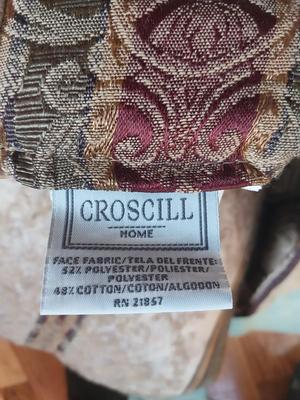 CROSCILL
HOME
FACE FABRIC/TELA DEL FRENTE:
52% POLYESTER/POLIESTER/
POLYESTER
48% COTTON/COTON/ALGODON
RN 21857